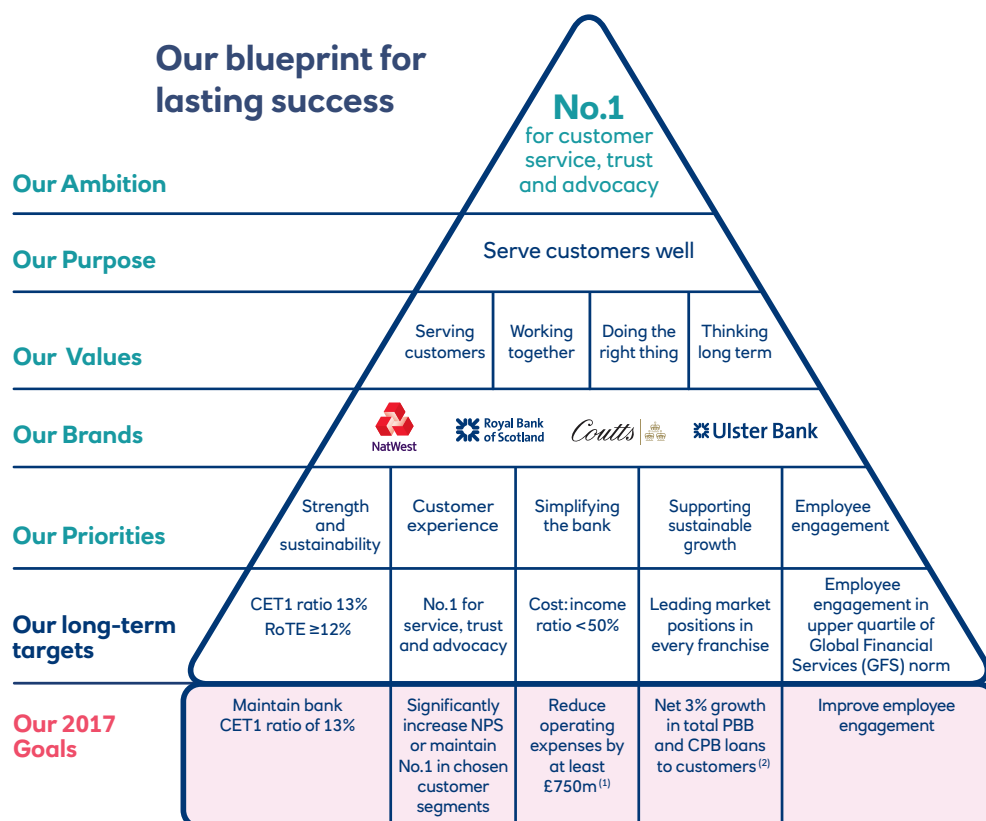 Our blueprint for
lasting success
No.1
for customer
service, trust
and advocacy
Our Ambition
Our Purpose
Serve customers well
Our Values
Serving
customers
Working
together
Doing the
right thing
Thinking
long term
Our Brands
NatWest
Royal Bank
of Scotland
Coutts
Ulster Bank
Our Priorities
Strength
and
sustainability
Customer
experience
Simplifying
the bank
Supporting
sustainable
growth
Employee
engagement
Our long-term
targets
CET1 ratio 13%
RoTE ≥12%
No.1 for
service, trust
and advocacy
Cost:income
ratio <50%
Leading market
positions in
every franchise
Employee
engagement in
upper quartile of
Global Financial
Services (GFS) norm
Our 2017
Goals
Maintain bank
CET1 ratio of 13%
Significantly
increase NPS
or maintain
No.1 in chosen
customer
segments
Reduce
operating
expenses by
at least
£750m(1)
Net 3% growth
in total PBB
and CPB loans
to customers(2)
Improve employee
engagement